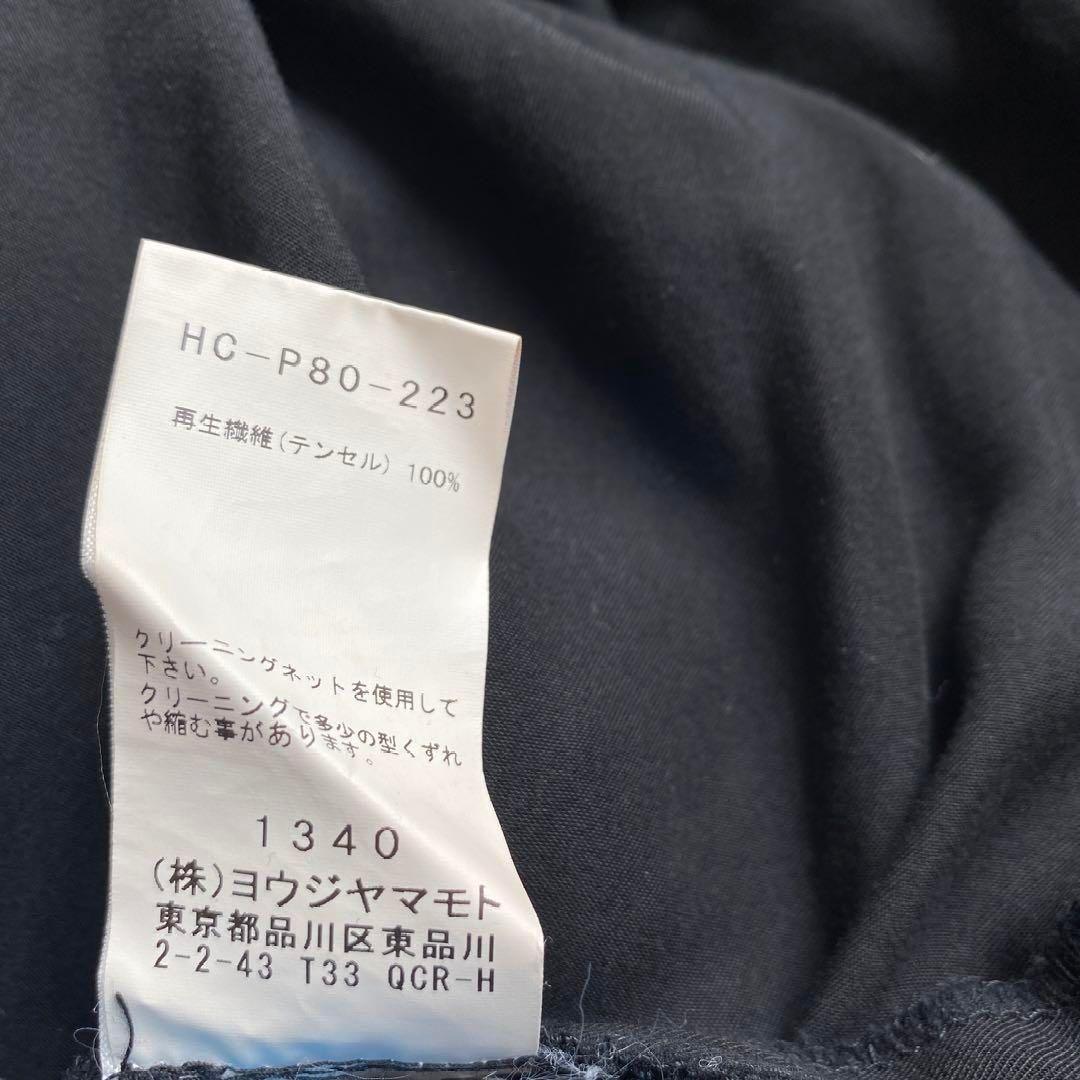 HC-P80-223
再生繊維(テンセル) 100%
クリーニングネットを使用して
下さい。
クリーニングで多少の型くずれ
や縮む事があります。
1340
(株)ヨウジヤマモト
東京都品川区東品川
2-2-43 T33 QCR-H